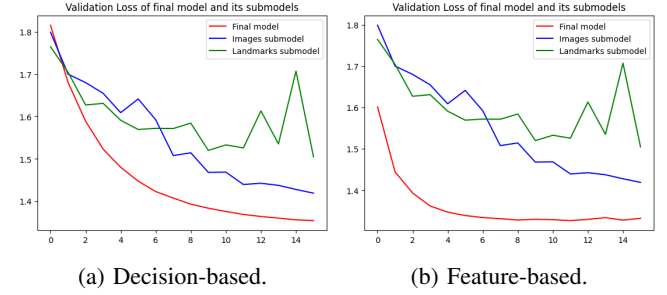 Validation Loss of final model and its submodels
Final model
Images submodel
Landmarks submodel
1.8
1.7
1.6
1.5
1.4
0 2 4 6 8 10 12 14
(a) Decision-based.
Validation Loss of final model and its submodels
Final model
Images submodel
Landmarks submodel
1.8
1.7
1.6
1.5
1.4
0 2 4 6 8 10 12 14
(b) Feature-based.